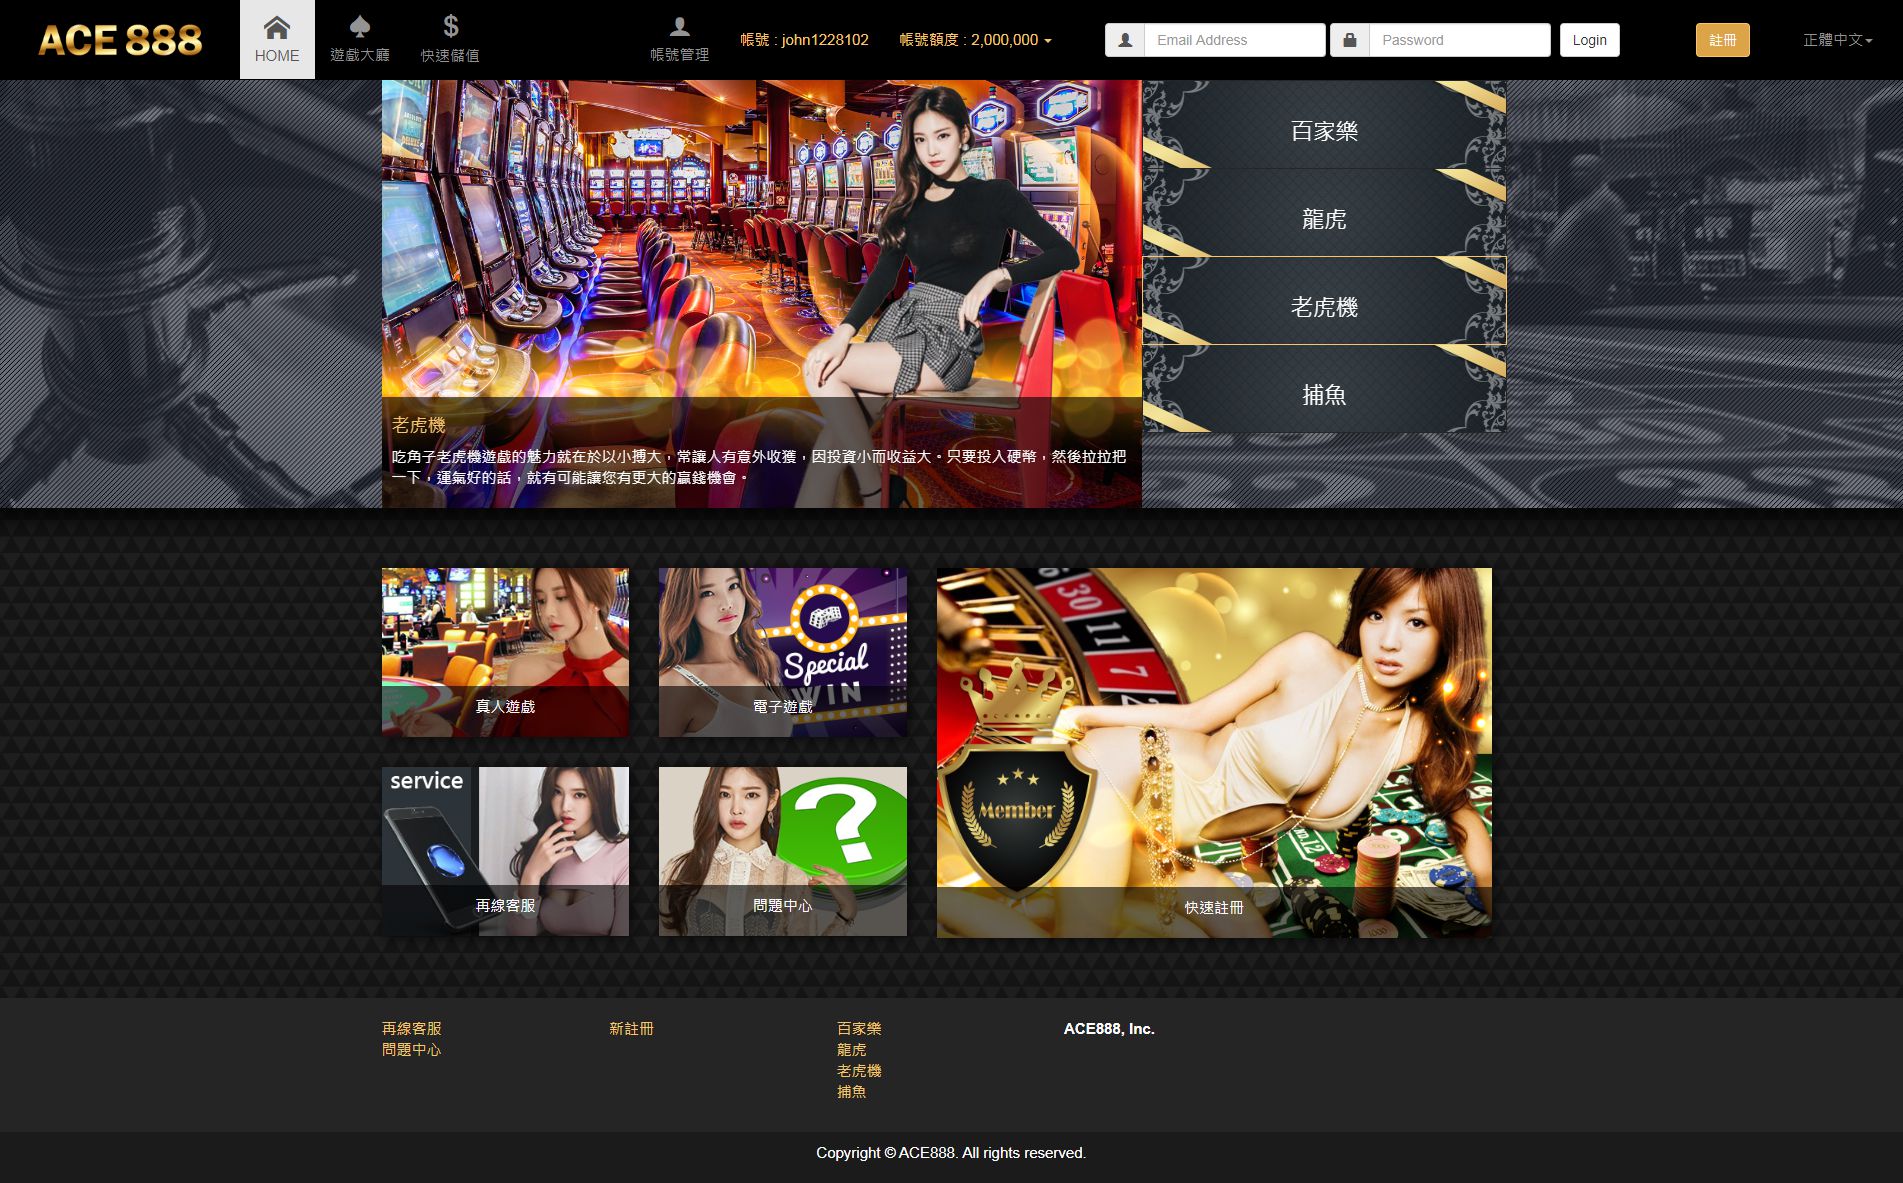 ACE 888
HOME
遊戲大廳
快速儲值
帳號管理
帳號 : john1228102
帳號額度 : 2,000,000
Email Address
Password
Login
註冊
正體中文
百家樂
龍虎
老虎機
捕魚
老虎機
吃角子老虎機遊戲的魅力就在於以小搏大，常讓人有意外收獲，因投資小而收益大。只要投入硬幣，然後拉拉把
一下，運氣好的話，就有可能讓您有更大的贏錢機會。
真人遊戲
Special
WIN
電子遊戲
service
再線客服
?
問題中心
30
11
7
2
Member
快速註冊
再線客服
問題中心
新註冊
百家樂
龍虎
老虎機
捕魚
ACE888, Inc.
Copyright © ACE888. All rights reserved.